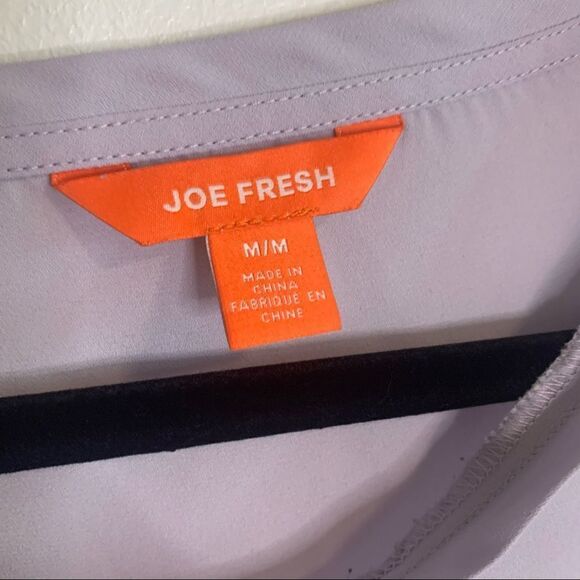 JOE FRESH
M/M
MADE IN
CHINA
FABRIQUÉ EN
CHINE